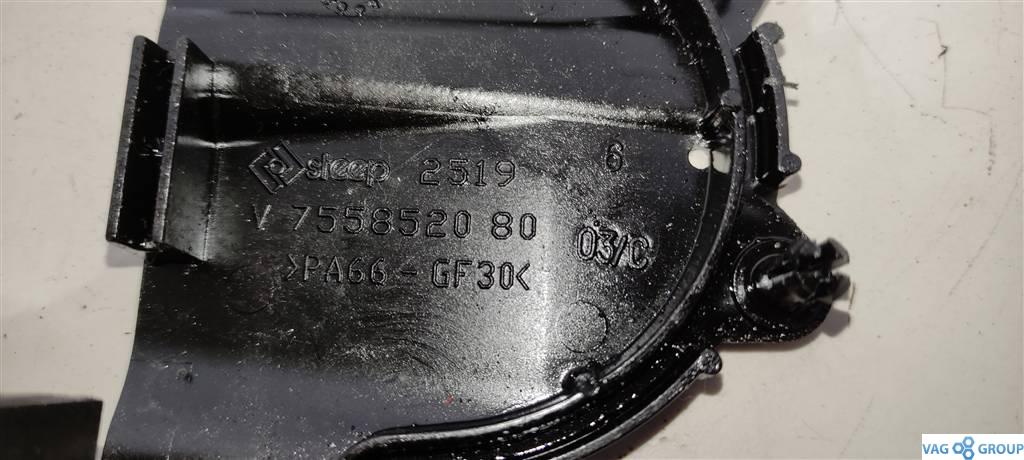 sleep 2519 6
V 7558520 80
03/C
>PA66-GF30<
VAG GROUP